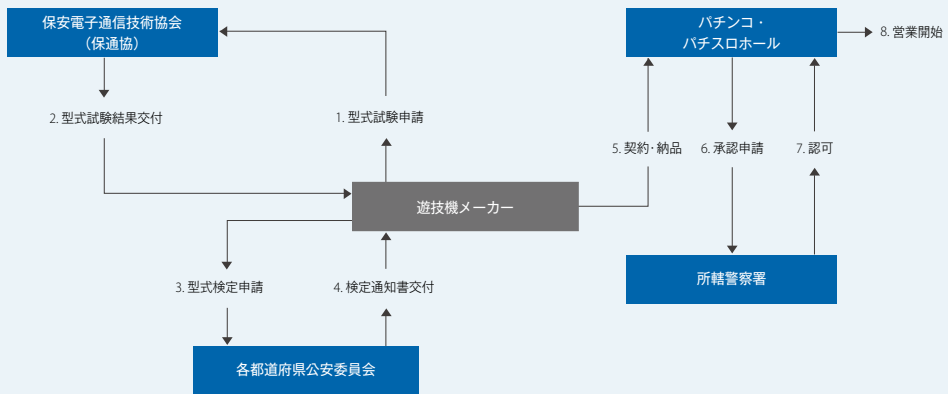 保安電子通信技術協会
（保通協）
パチンコ・
パチスロホール
8. 営業開始
2. 型式試験結果交付
1. 型式試験申請
5. 契約・納品
6. 承認申請
7. 認可
遊技機メーカー
所轄警察署
3. 型式検定申請
4. 検定通知書交付
各都道府県公安委員会